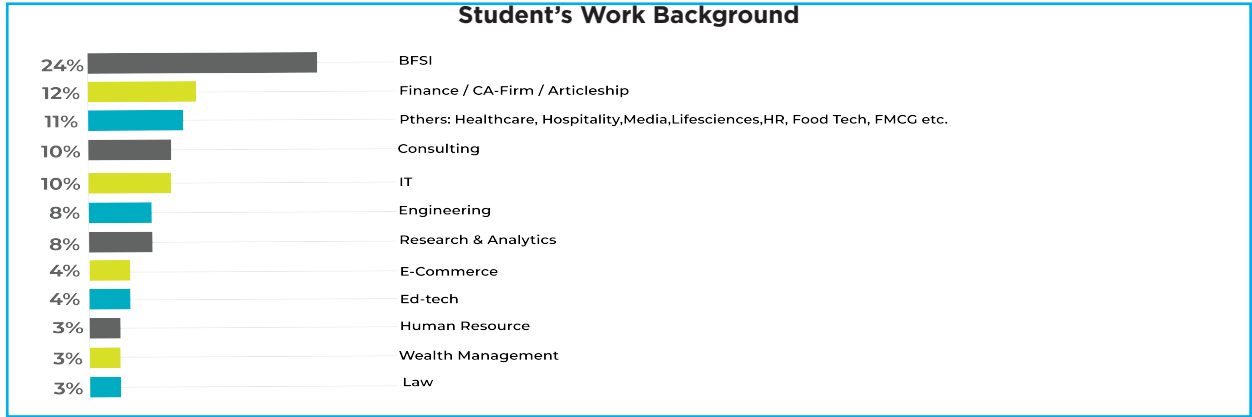 Student’s Work Background
24% BFSI
12% Finance / CA-Firm / Articleship
11% Pthers: Healthcare, Hospitality,Media,Lifesciences,HR, Food Tech, FMCG etc.
10% Consulting
10% IT
8% Engineering
8% Research & Analytics
4% E-Commerce
4% Ed-tech
3% Human Resource
3% Wealth Management
3% Law